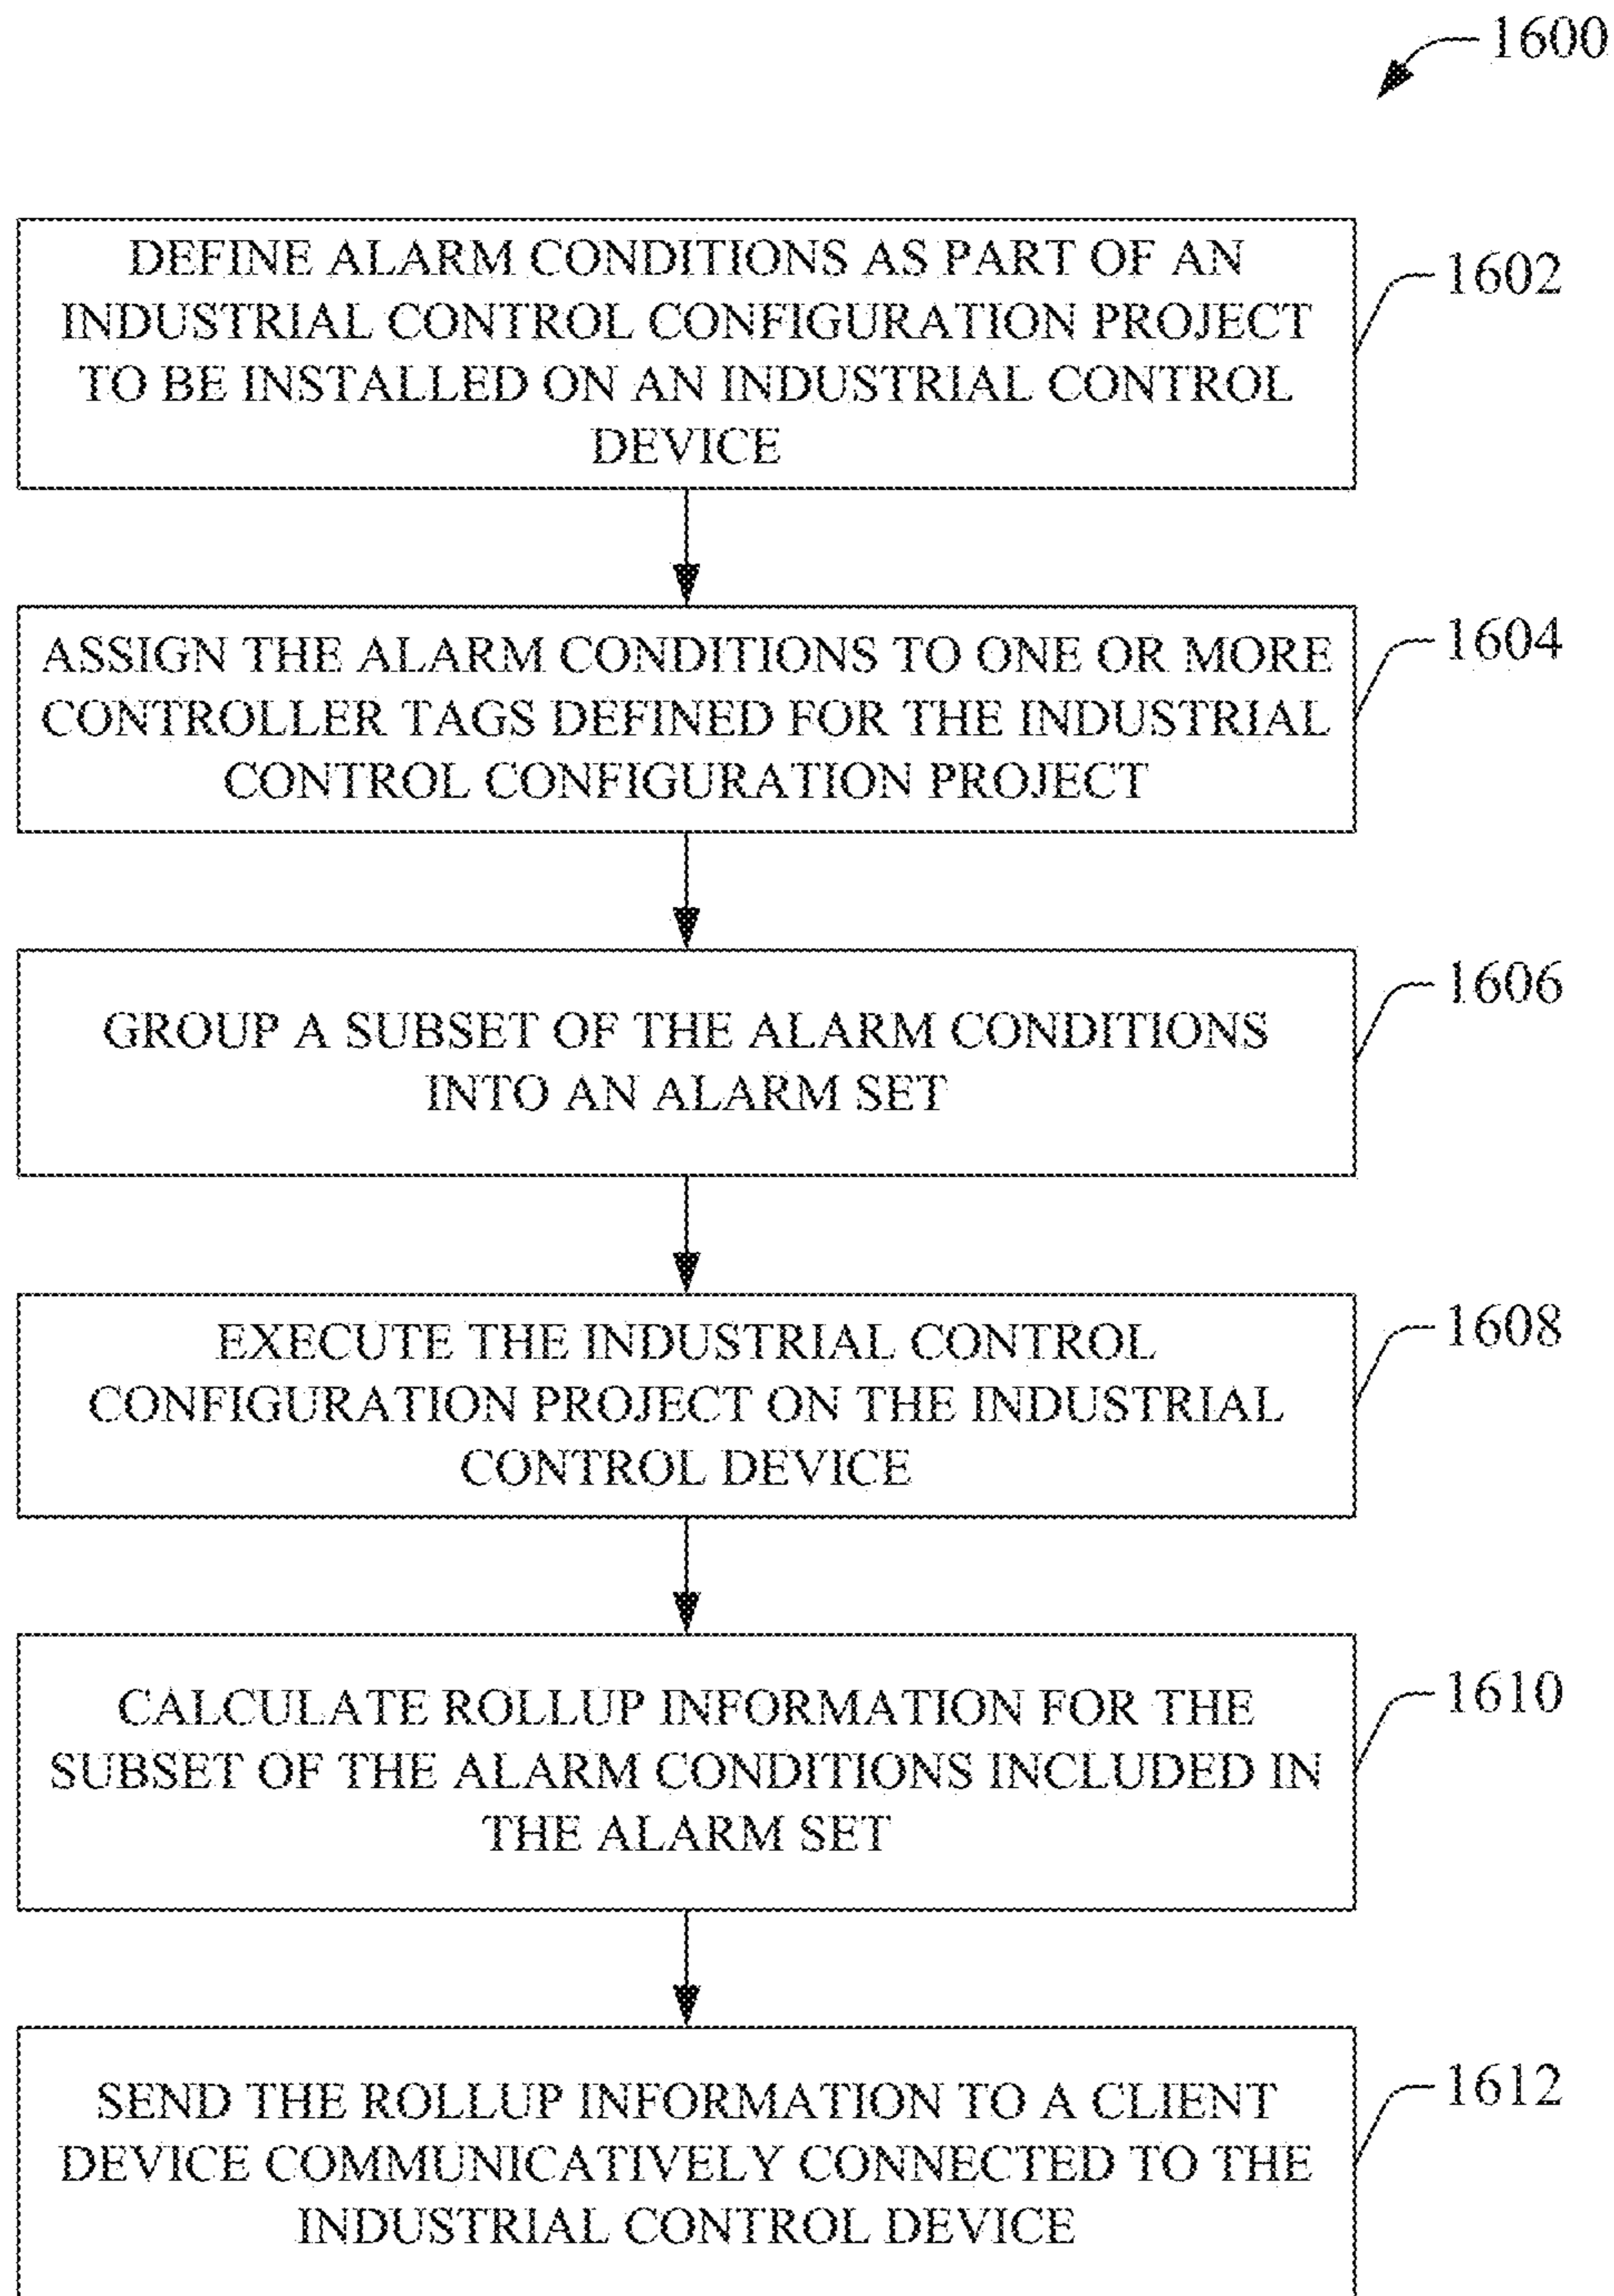 1600
DEFINE ALARM CONDITIONS AS PART OF AN
INDUSTRIAL CONTROL CONFIGURATION PROJECT
TO BE INSTALLED ON AN INDUSTRIAL CONTROL
DEVICE
1602
ASSIGN THE ALARM CONDITIONS TO ONE OR MORE
CONTROLLER TAGS DEFINED FOR THE INDUSTRIAL
CONTROL CONFIGURATION PROJECT
1604
GROUP A SUBSET OF THE ALARM CONDITIONS
INTO AN ALARM SET
1606
EXECUTE THE INDUSTRIAL CONTROL
CONFIGURATION PROJECT ON THE INDUSTRIAL
CONTROL DEVICE
1608
CALCULATE ROLLUP INFORMATION FOR THE
SUBSET OF THE ALARM CONDITIONS INCLUDED IN
THE ALARM SET
1610
SEND THE ROLLUP INFORMATION TO A CLIENT
DEVICE COMMUNICATIVELY CONNECTED TO THE
INDUSTRIAL CONTROL DEVICE
1612